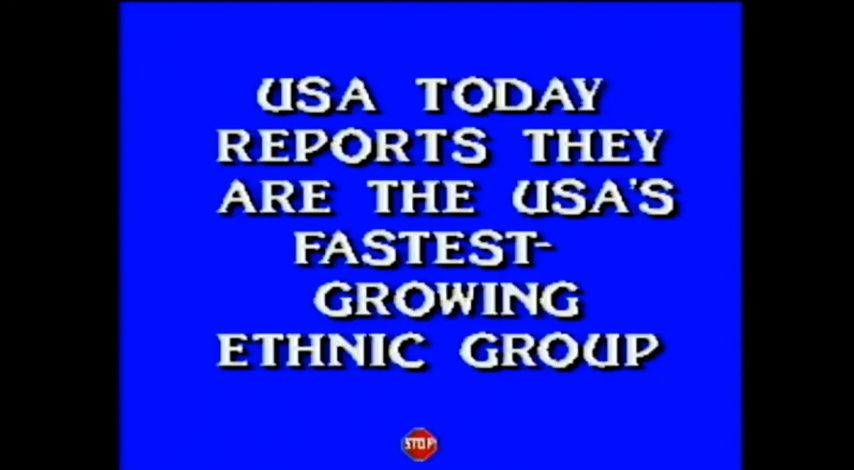 USA TODAY
REPORTS THEY
ARE THE USA'S
FASTEST-
GROWING
ETHNIC GROUP
STOP